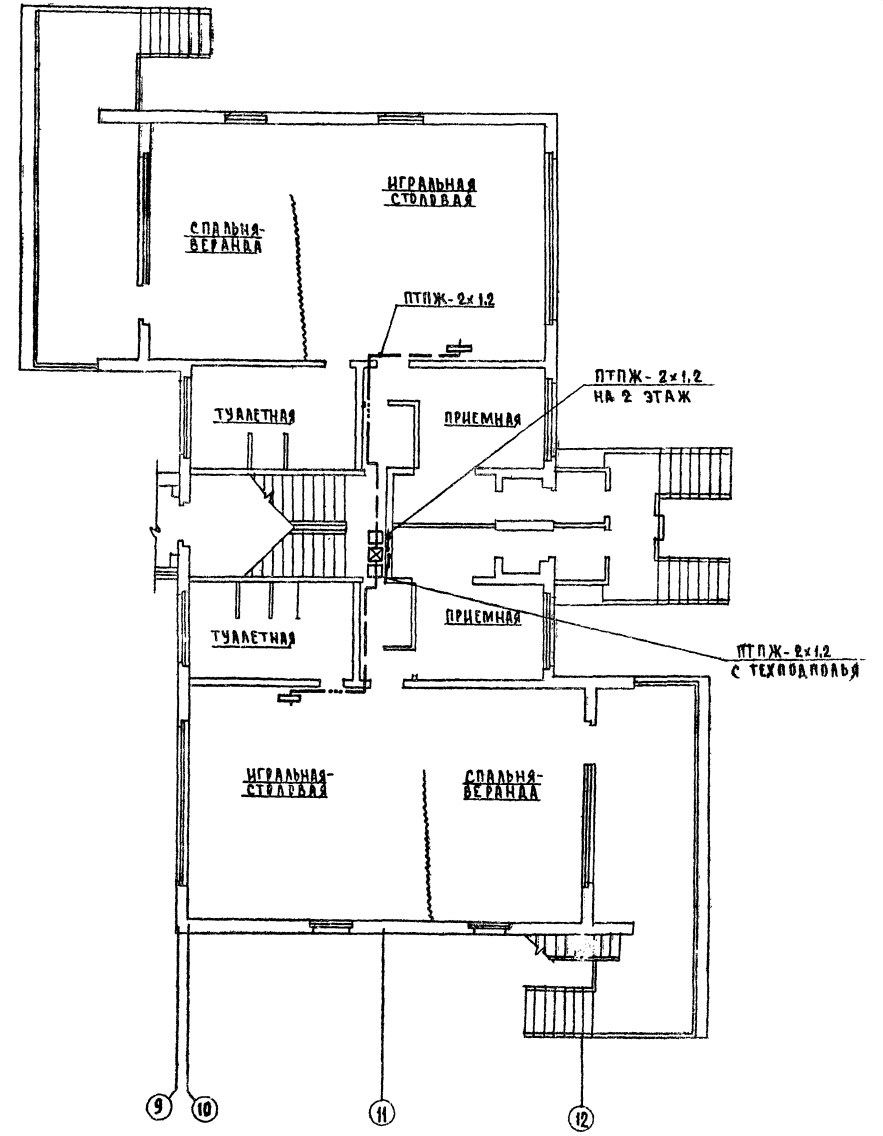 ИГРАЛЬНАЯ
СТОЛОВАЯ
СПАЛЬНЯ-
ВЕРАНДА
ПТПЖ-2×1,2
ПТПЖ-2×1,2
НА 2 ЭТАЖ
ТУАЛЕТНАЯ
ПРИЕМНАЯ
ТУАЛЕТНАЯ
ПРИЕМНАЯ
ПТПЖ-2×1,2
С ТЕХПОДПОЛЬЯ
ИГРАЛЬНАЯ-
СТОЛОВАЯ
СПАЛЬНЯ-
ВЕРАНДА
9 10 11 12